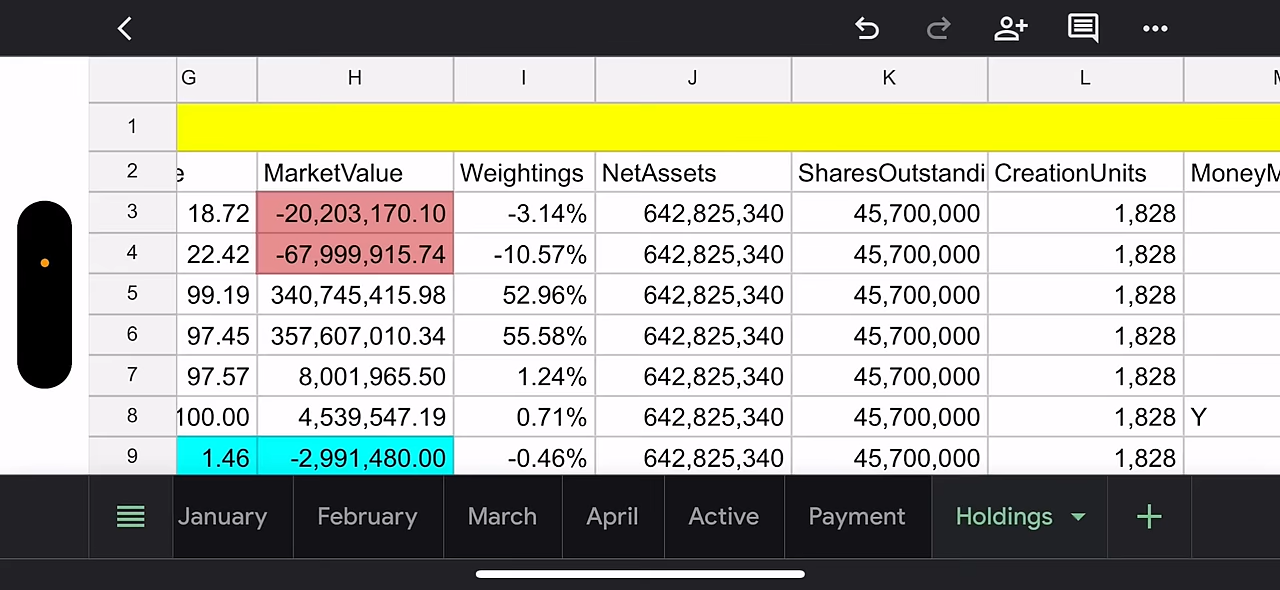 G H I J K L
1
2 MarketValue Weightings NetAssets SharesOutstandi CreationUnits
3 18.72 -20,203,170.10 -3.14% 642,825,340 45,700,000 1,828
4 22.42 -67,999,915.74 -10.57% 642,825,340 45,700,000 1,828
5 99.19 340,745,415.98 52.96% 642,825,340 45,700,000 1,828
6 97.45 357,607,010.34 55.58% 642,825,340 45,700,000 1,828
7 97.57 8,001,965.50 1.24% 642,825,340 45,700,000 1,828
8 100.00 4,539,547.19 0.71% 642,825,340 45,700,000 1,828 Y
9 1.46 -2,991,480.00 -0.46% 642,825,340 45,700,000 1,828
January February March April Active Payment Holdings